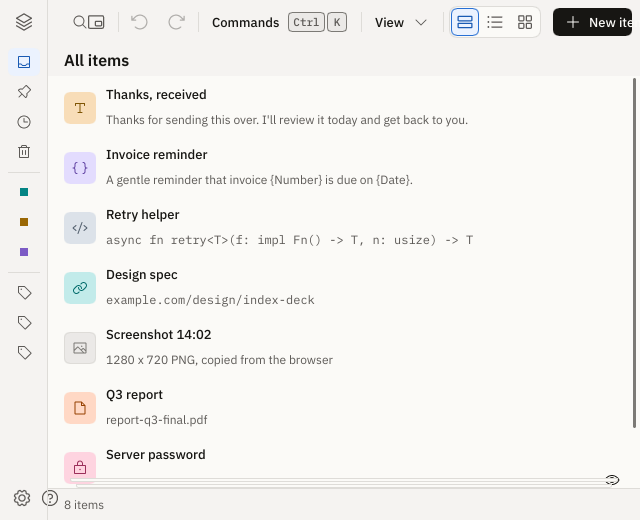 Commands Ctrl K View New ite
All items
T
Thanks, received
Thanks for sending this over. I'll review it today and get back to you.
{ }
Invoice reminder
A gentle reminder that invoice {Number} is due on {Date}.
</>
Retry helper
async fn retry<T>(f: impl Fn() -> T, n: usize) -> T
Design spec
example.com/design/index-deck
Screenshot 14:02
1280 x 720 PNG, copied from the browser
Q3 report
report-q3-final.pdf
Server password
8 items